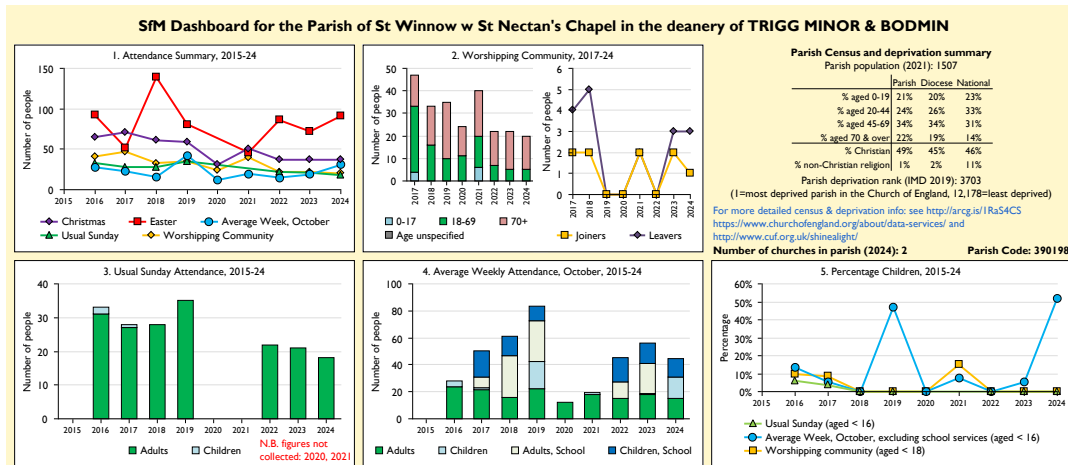 SfM Dashboard for the Parish of St Winnow w St Nectan's Chapel in the deanery of TRIGG MINOR & BODMIN
1. Attendance Summary, 2015-24
Number of people
150
100
50
0
2015 2016 2017 2018 2019 2020 2021 2022 2023 2024
Christmas Easter Average Week, October
Usual Sunday Worshipping Community
2. Worshipping Community, 2017-24
Number of people
50
40
30
20
10
0
2017 2018 2019 2020 2021 2022 2023 2024
0-17 18-69 70+
Age unspecified
6
5
4
3
2
1
0
2017 2018 2019 2020 2021 2022 2023 2024
Joiners Leavers
Parish Census and deprivation summary
Parish population (2021): 1507
Parish Diocese National
% aged 0-19 21% 20% 23%
% aged 20-44 24% 26% 33%
% aged 45-69 34% 34% 31%
% aged 70 & over 22% 19% 14%
% Christian 49% 45% 46%
% non-Christian religion 1% 2% 11%
Parish deprivation rank (IMD 2019): 3703
(1=most deprived parish in the Church of England, 12,178=least deprived)
For more detailed census & deprivation info: see http://arcg.is/1RaS4CS
https://www.churchofengland.org/about/data-services/ and
http://www.cuf.org.uk/shinealight/
Number of churches in parish (2024): 2 Parish Code: 390198
3. Usual Sunday Attendance, 2015-24
Number of people
40
30
20
10
0
2015 2016 2017 2018 2019 2020 2021 2022 2023 2024
Adults Children
N.B. figures not
collected: 2020, 2021
4. Average Weekly Attendance, October, 2015-24
Number of people
100
80
60
40
20
0
2015 2016 2017 2018 2019 2020 2021 2022 2023 2024
Adults Children Adults, School Children, School
5. Percentage Children, 2015-24
Percentage
60%
50%
40%
30%
20%
10%
0%
2015 2016 2017 2018 2019 2020 2021 2022 2023 2024
Usual Sunday (aged < 16)
Average Week, October, excluding school services (aged < 16)
Worshipping community (aged < 18)